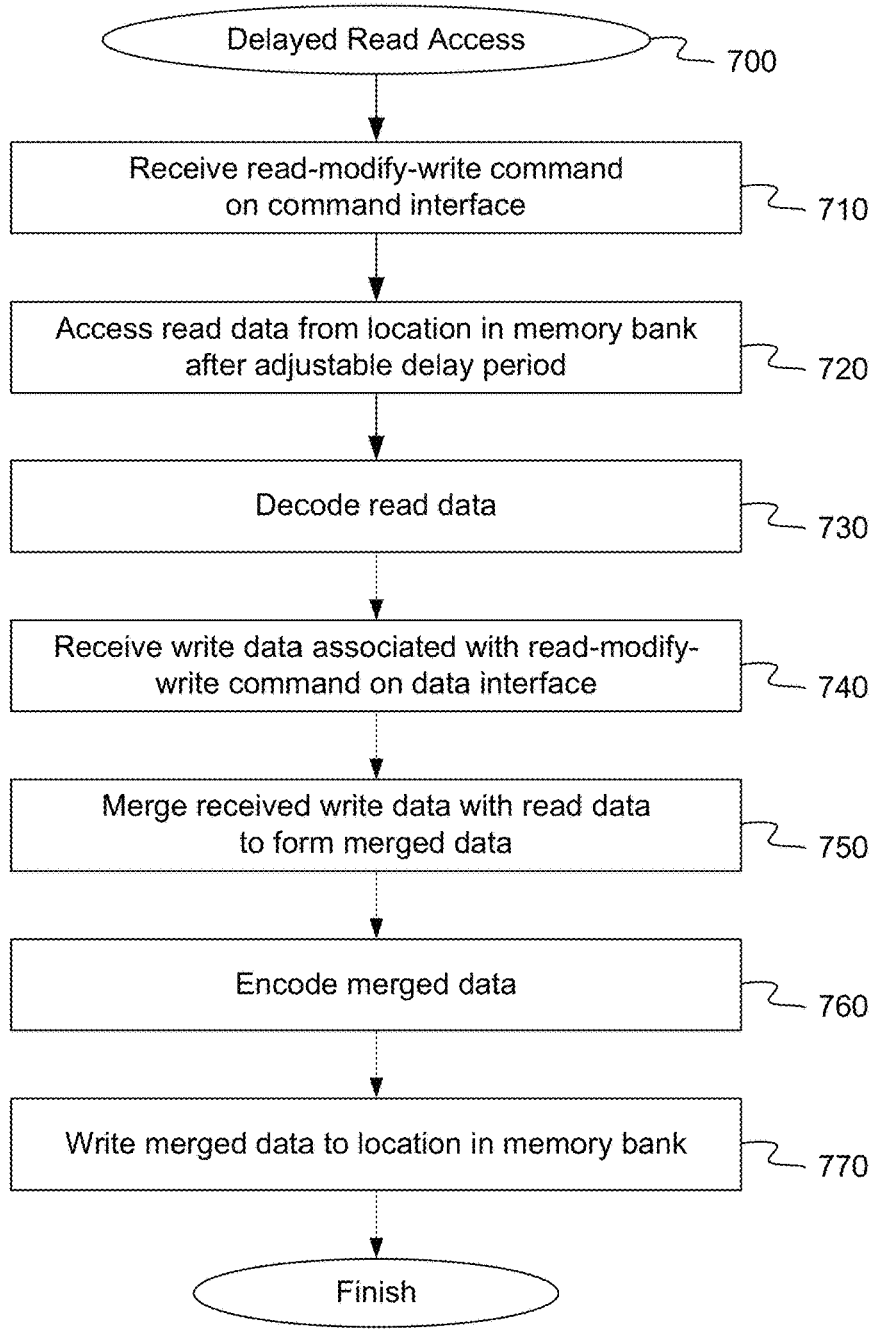 Delayed Read Access
700
Receive read-modify-write command
on command interface
710
Access read data from location in memory bank
after adjustable delay period
720
Decode read data
730
Receive write data associated with read-modify-
write command on data interface
740
Merge received write data with read data
to form merged data
750
Encode merged data
760
Write merged data to location in memory bank
770
Finish